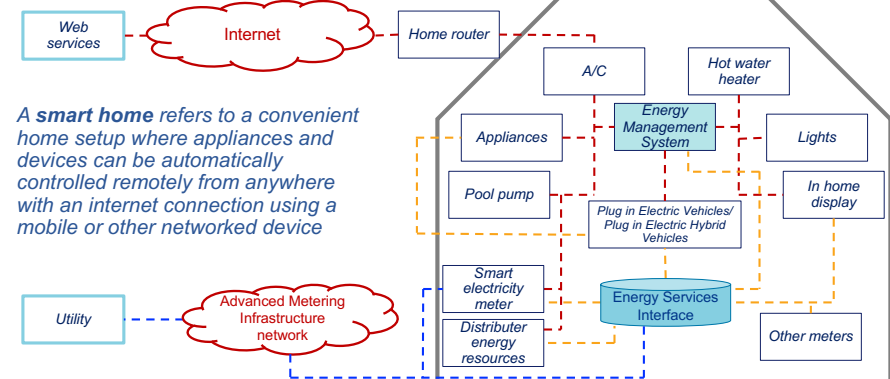 Web
services
Internet
Home router
A/C
Hot water
heater
A smart home refers to a convenient
home setup where appliances and
devices can be automatically
controlled remotely from anywhere
with an internet connection using a
mobile or other networked device
Energy
Management
System
Appliances
Lights
Pool pump
In home
display
Plug in Electric Vehicles/
Plug in Electric Hybrid
Vehicles
Smart
electricity
meter
Energy Services
Interface
Utility
Advanced Metering
Infrastructure
network
Distributer
energy
resources
Other meters